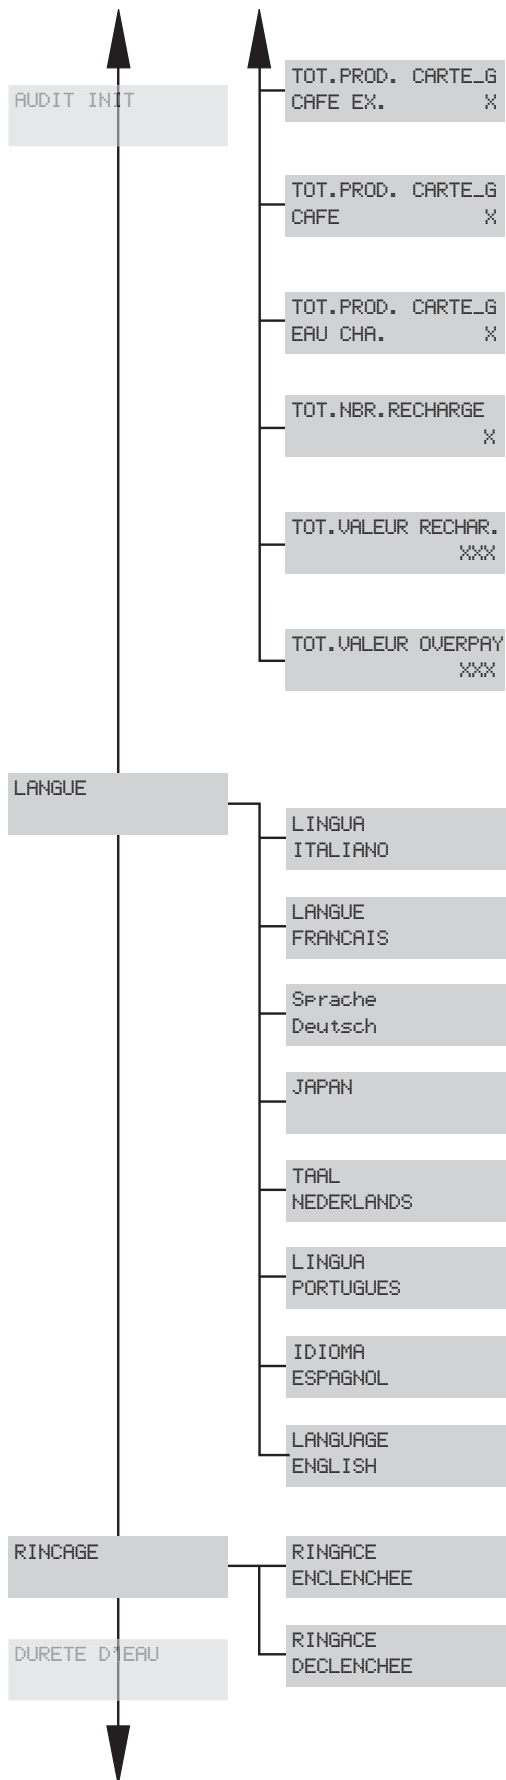 AUDIT INIT
TOT.PROD. CARTE_G
CAFE EX. X
TOT.PROD. CARTE_G
CAFE X
TOT.PROD. CARTE_G
EAU CHA. X
TOT.NBR.RECHARGE
X
TOT.VALEUR RECHAR.
XXX
TOT.VALEUR OVERPAY
XXX
LANGUE
LINGUA
ITALIANO
LANGUE
FRANCAIS
Sprache
Deutsch
JAPAN
TAAL
NEDERLANDS
LINGUA
PORTUGUES
IDIOMA
ESPAGNOL
LANGUAGE
ENGLISH
RINCAGE
RINGACE
ENCLENCHEE
RINGACE
DECLENCHEE
DURETE D'EAU